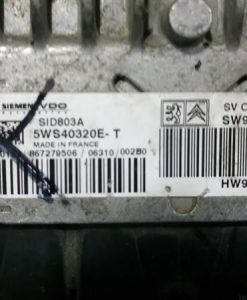 SIEMENS VDO
SV C
SID803A
SW9
5WS40320E-T
MADE IN FRANCE
867279506 / 06310 / 002B0
HW9